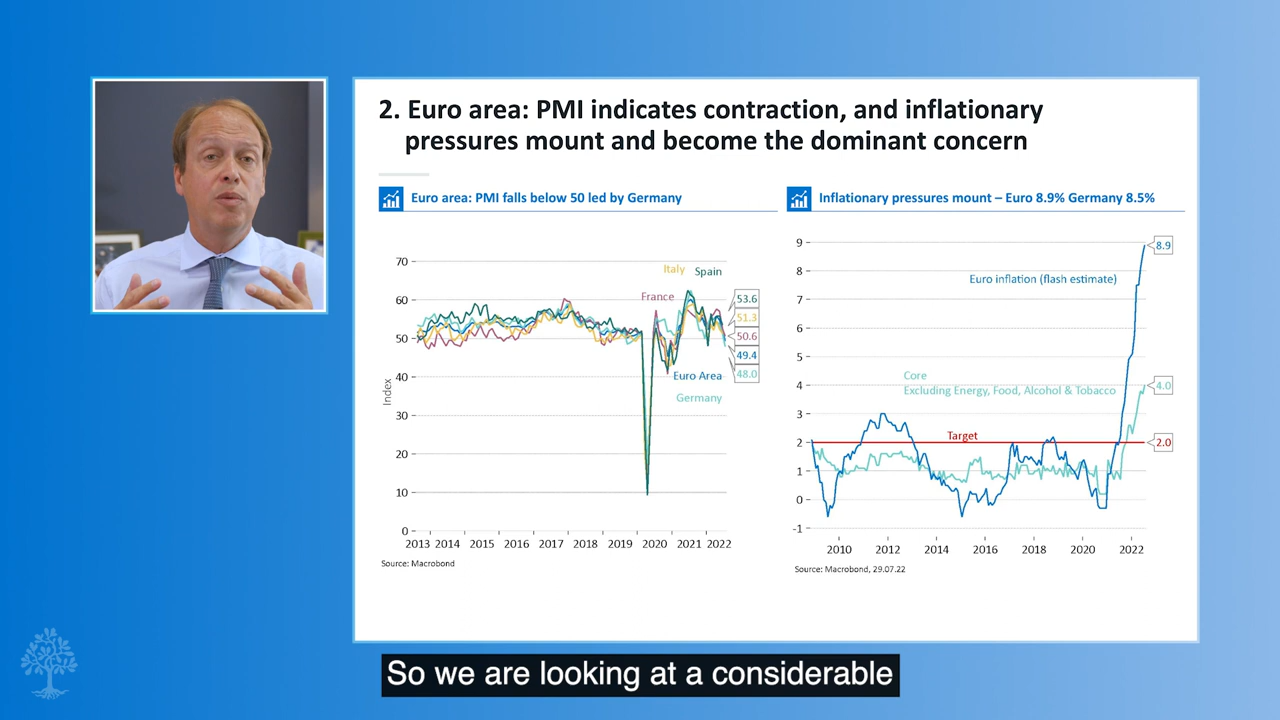 2. Euro area: PMI indicates contraction, and inflationary
pressures mount and become the dominant concern
Euro area: PMI falls below 50 led by Germany
70
60
50
40
30
20
10
0
Index
Italy
Spain
France
Euro Area
Germany
53.6
51.3
50.6
49.4
48.0
2013 2014 2015 2016 2017 2018 2019 2020 2021 2022
Source: Macrobond
Inflationary pressures mount – Euro 8.9% Germany 8.5%
9
8
7
6
5
4
3
2
1
0
-1
Euro inflation (flash estimate)
Core
Excluding Energy, Food, Alcohol & Tobacco
Target
8.9
4.0
2.0
2010 2012 2014 2016 2018 2020 2022
Source: Macrobond, 29.07.22
So we are looking at a considerable